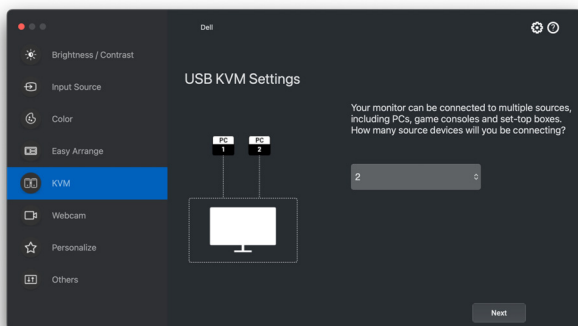 Dell
Brightness / Contrast
Input Source
Color
Easy Arrange
KVM
Webcam
Personalize
Others
USB KVM Settings
PC
1
PC
2
Your monitor can be connected to multiple sources,
including PCs, game consoles and set-top boxes.
How many source devices will you be connecting?
2
Next